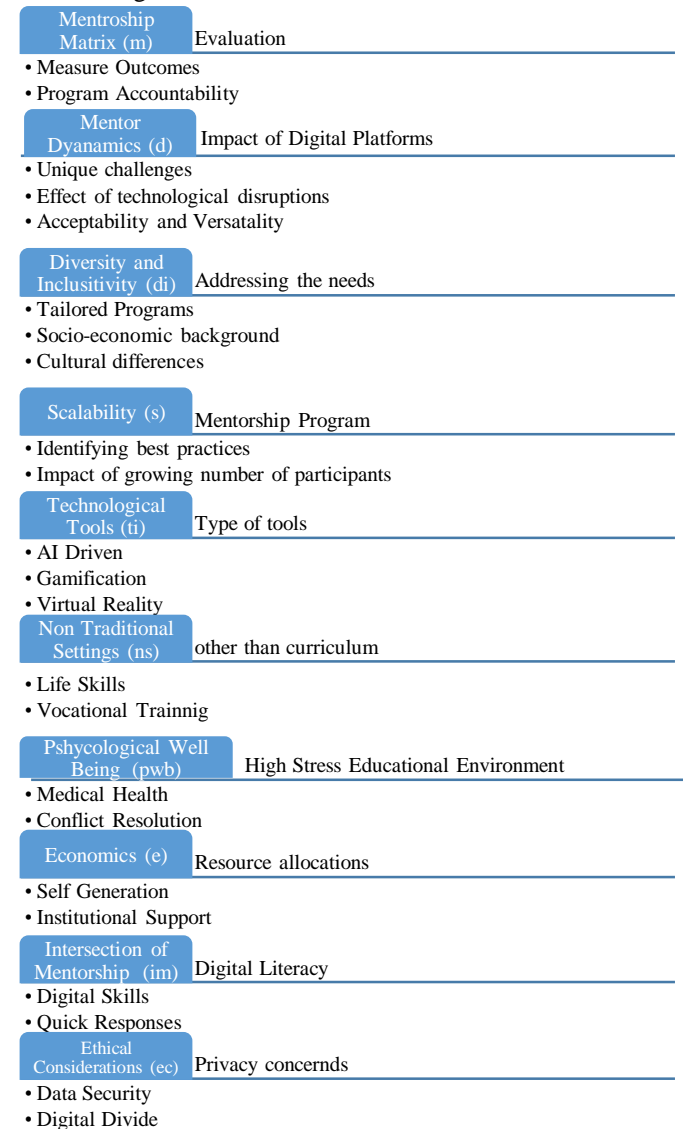 Mentroship
Matrix (m)
Evaluation
• Measure Outcomes
• Program Accountability
Mentor
Dyanamics (d)
Impact of Digital Platforms
• Unique challenges
• Effect of technological disruptions
• Acceptability and Versatality
Diversity and
Inclusitivity (di)
Addressing the needs
• Tailored Programs
• Socio-economic background
• Cultural differences
Scalability (s)
Mentorship Program
• Identifying best practices
• Impact of growing number of participants
Technological
Tools (ti)
Type of tools
• AI Driven
• Gamification
• Virtual Reality
Non Traditional
Settings (ns)
other than curriculum
• Life Skills
• Vocational Trainnig
Pshycological Well
Being (pwb)
High Stress Educational Environment
• Medical Health
• Conflict Resolution
Economics (e)
Resource allocations
• Self Generation
• Institutional Support
Intersection of
Mentorship (im)
Digital Literacy
• Digital Skills
• Quick Responses
Ethical
Considerations (ec)
Privacy concernds
• Data Security
• Digital Divide